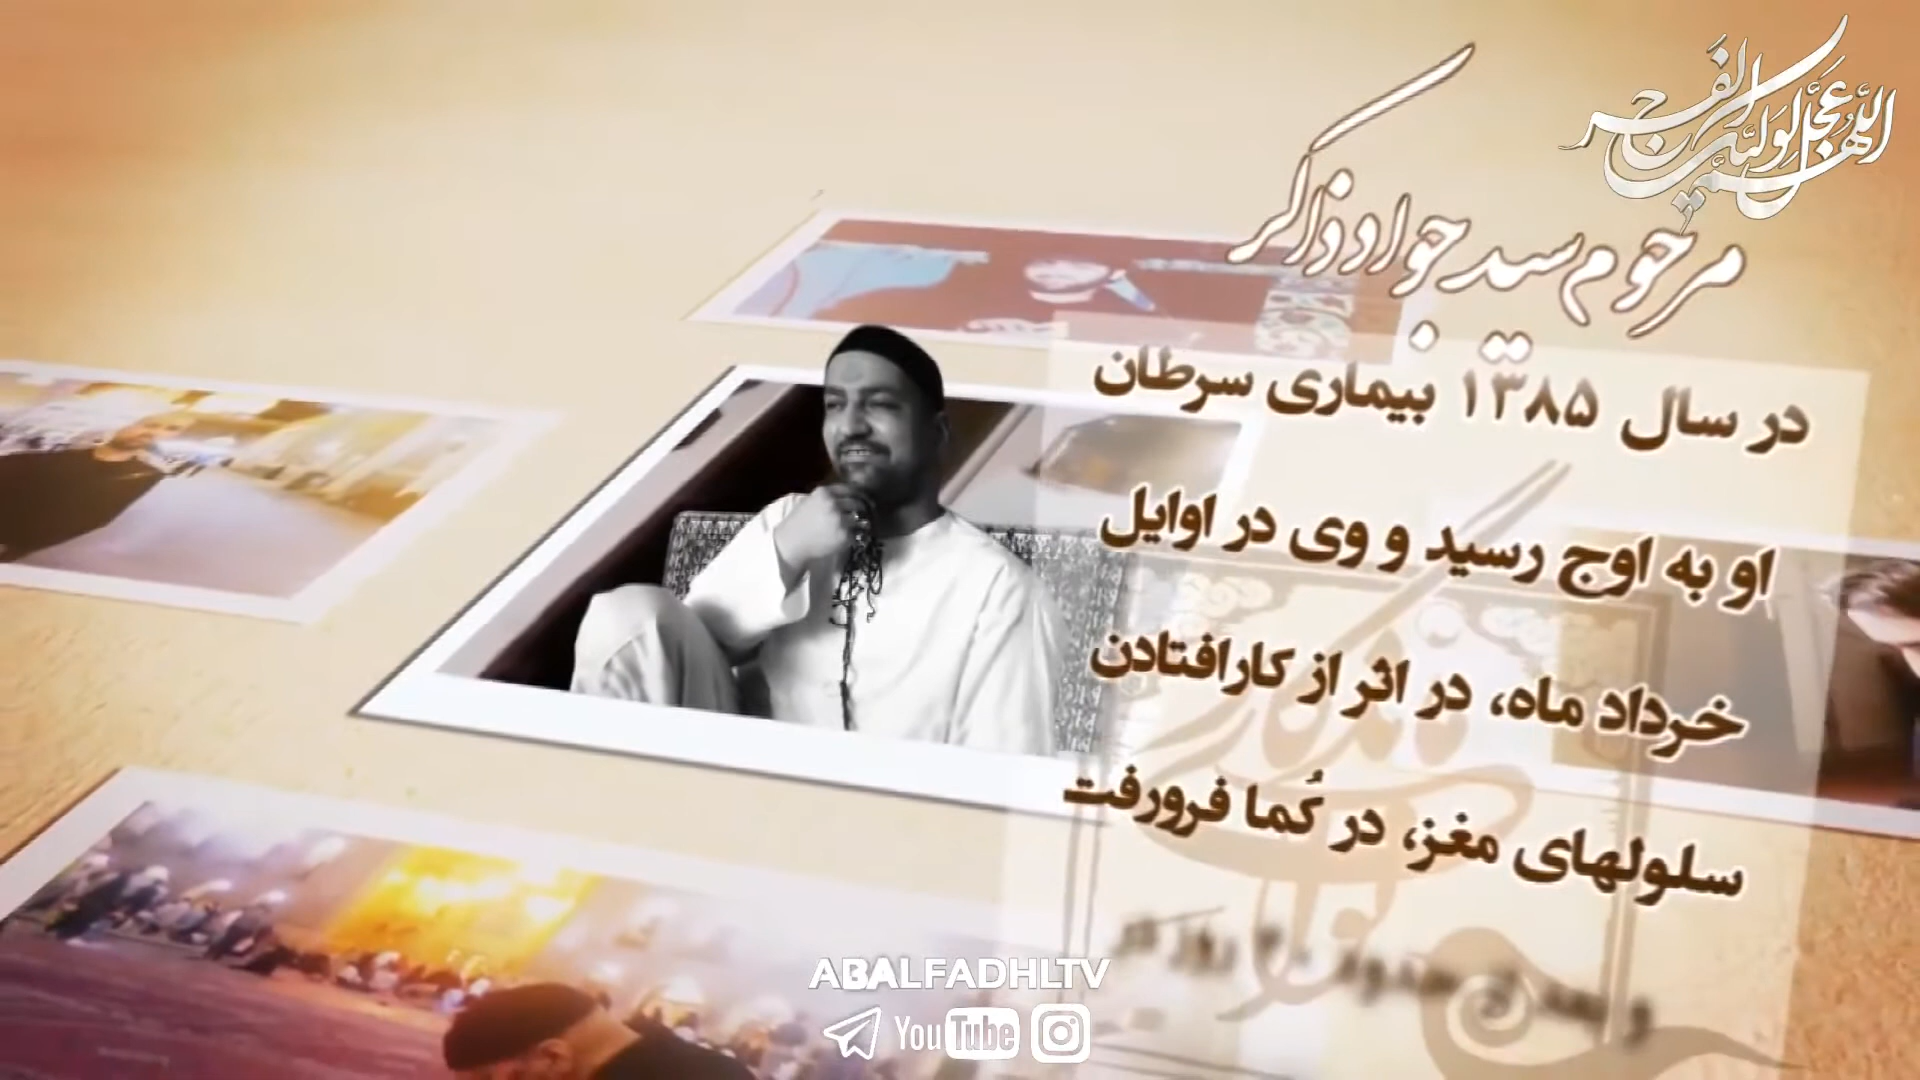 اللهم عجل لولیک الفرج
مرحوم سید جواد ذاکر
در سال ۱۳۸۵ بیماری سرطان
او به اوج رسید و وی در اوایل
خرداد ماه، در اثر از کارافتادن
سلولهای مغز، در کُما فرورفت
ABALFADHLTV
YouTube